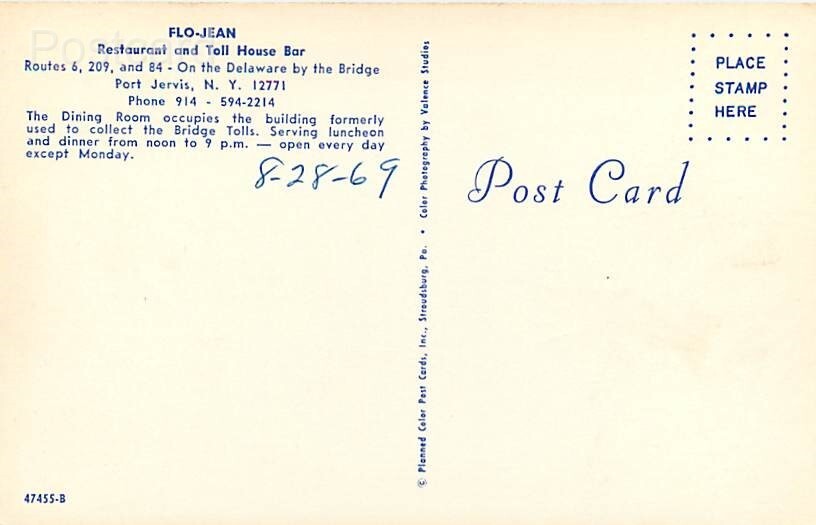 FLO-JEAN
Restaurant and Toll House Bar
Routes 6, 209, and 84 - On the Delaware by the Bridge
Port Jervis, N. Y. 12771
Phone 914 - 594-2214
The Dining Room occupies the building formerly
used to collect the Bridge Tolls. Serving luncheon
and dinner from noon to 9 p.m. — open every day
except Monday.
8-28-69
47455-B
© Planned Color Post Cards, Inc., Stroudsburg, Pa. • Color Photography by Valence Studios
PLACE
STAMP
HERE
Post Card